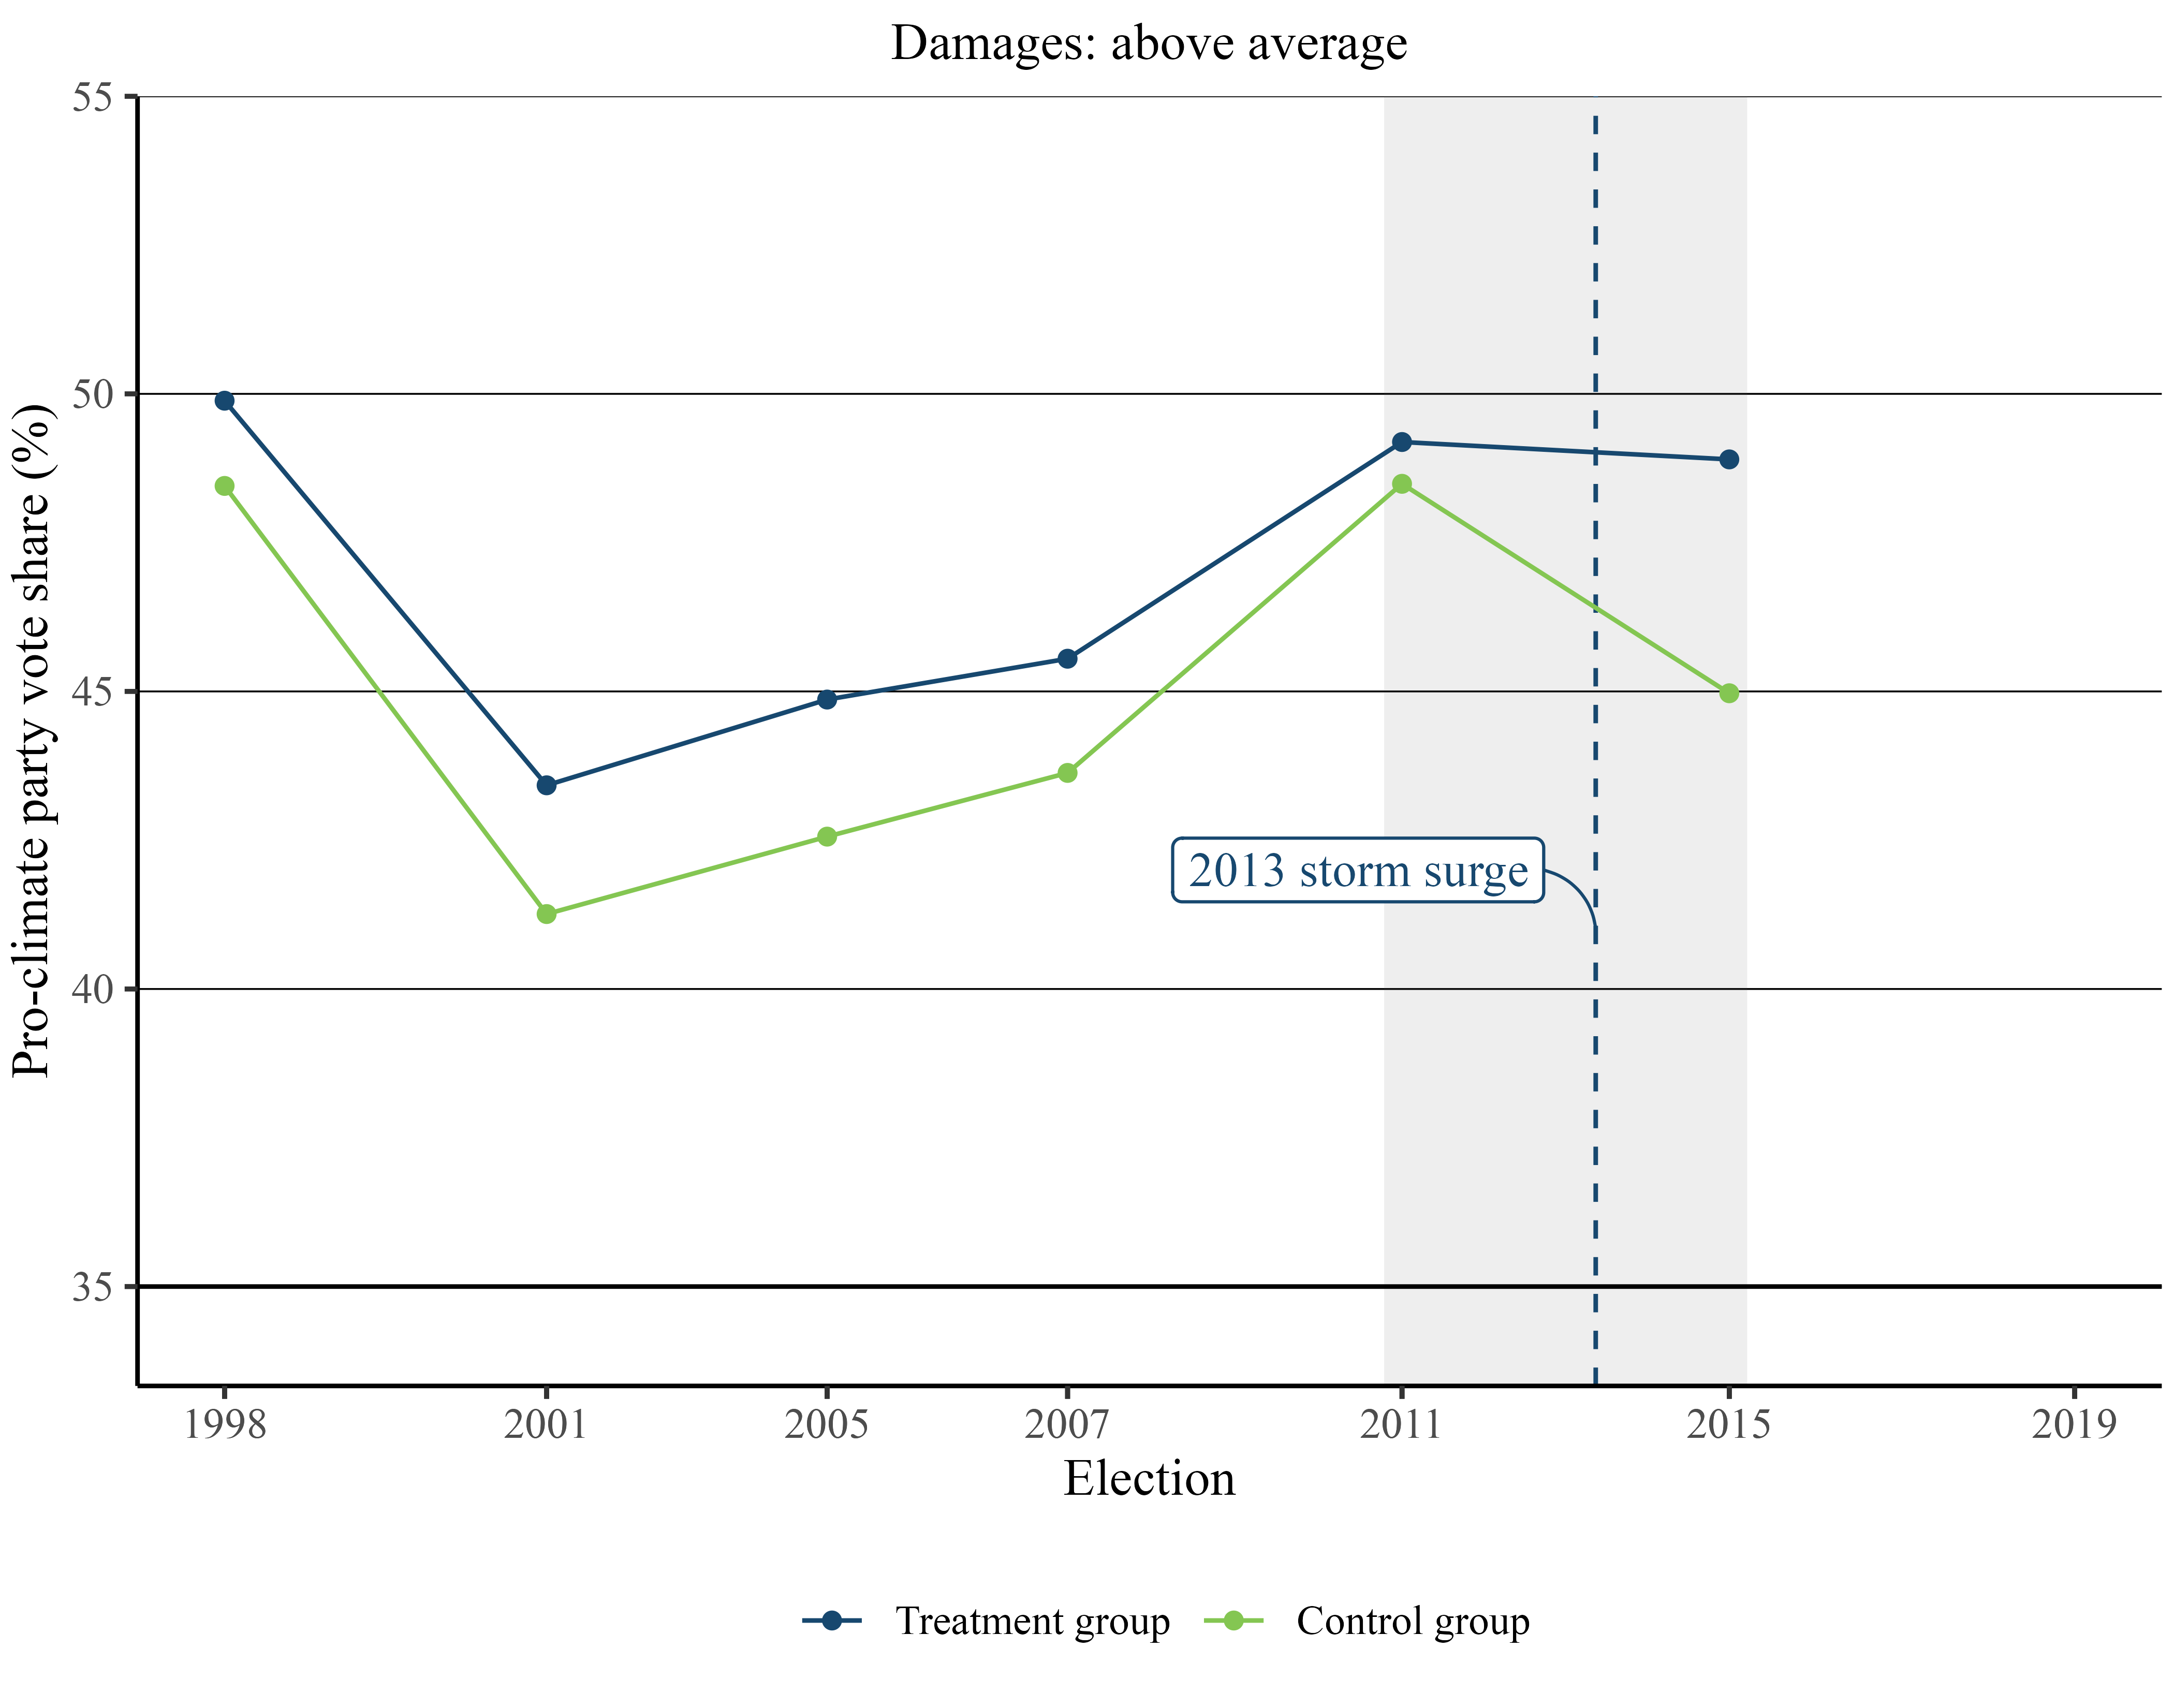 Damages: above average
55
50
45
40
35
Pro-climate party vote share (%)
2013 storm surge
1998 2001 2005 2007 2011 2015 2019
Election
Treatment group Control group